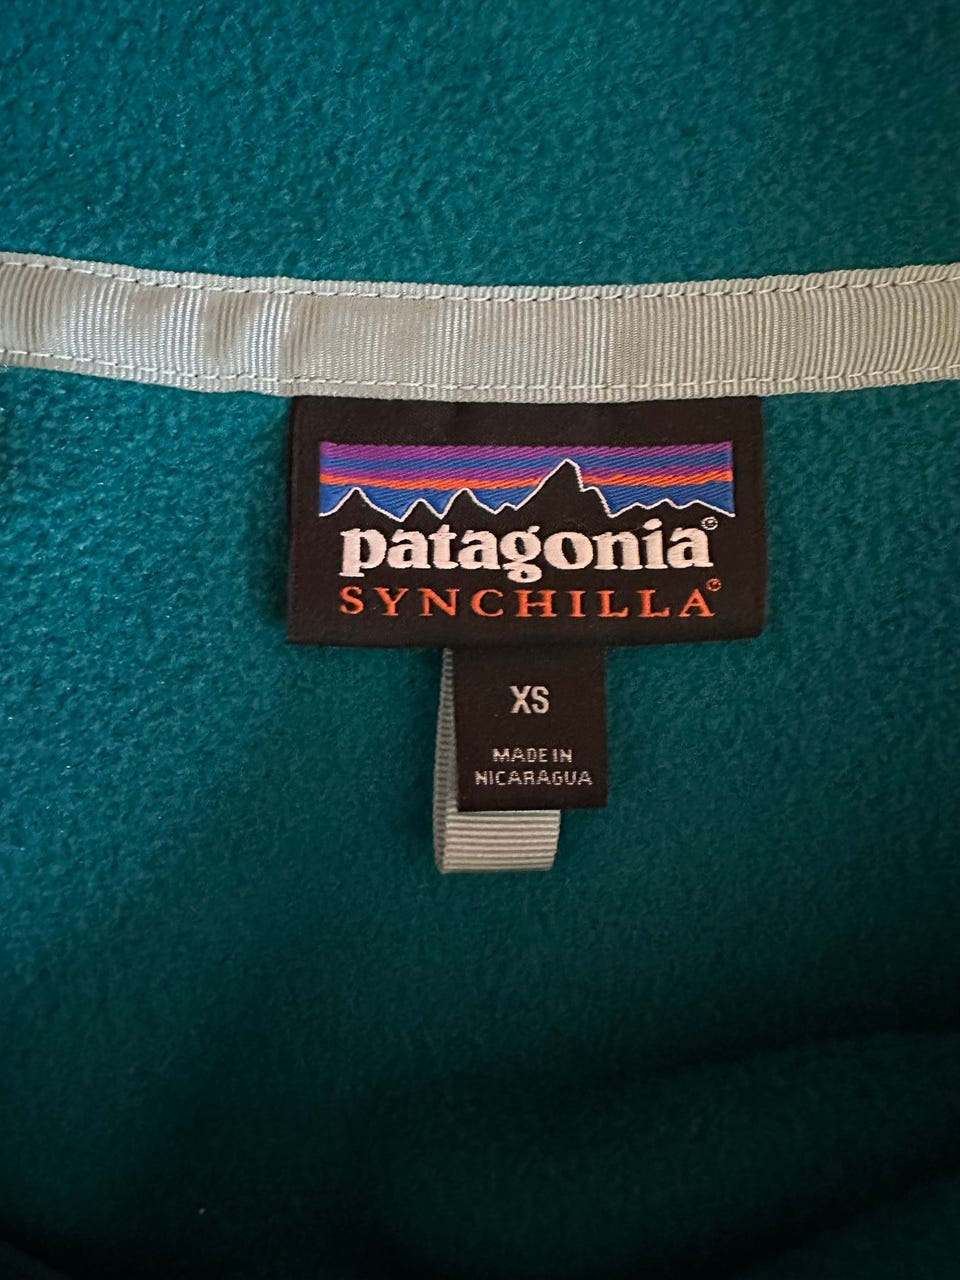 patagonia®
SYNCHILLA®
XS
MADE IN
NICARAGUA